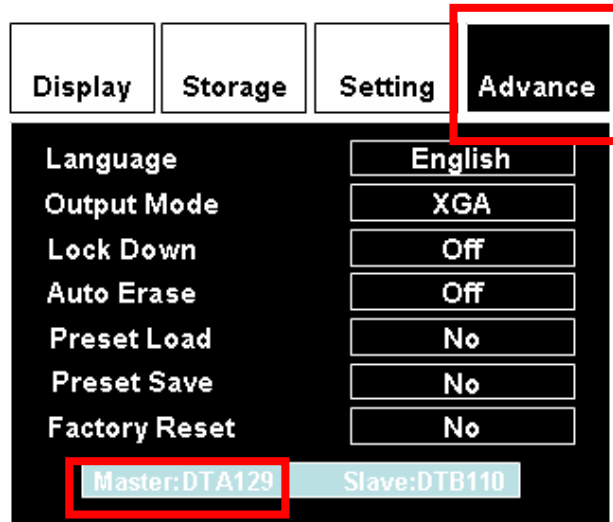 Display Storage Setting Advance
Language English
Output Mode XGA
Lock Down Off
Auto Erase Off
Preset Load No
Preset Save No
Factory Reset No
Master:DTA129 Slave:DTB110